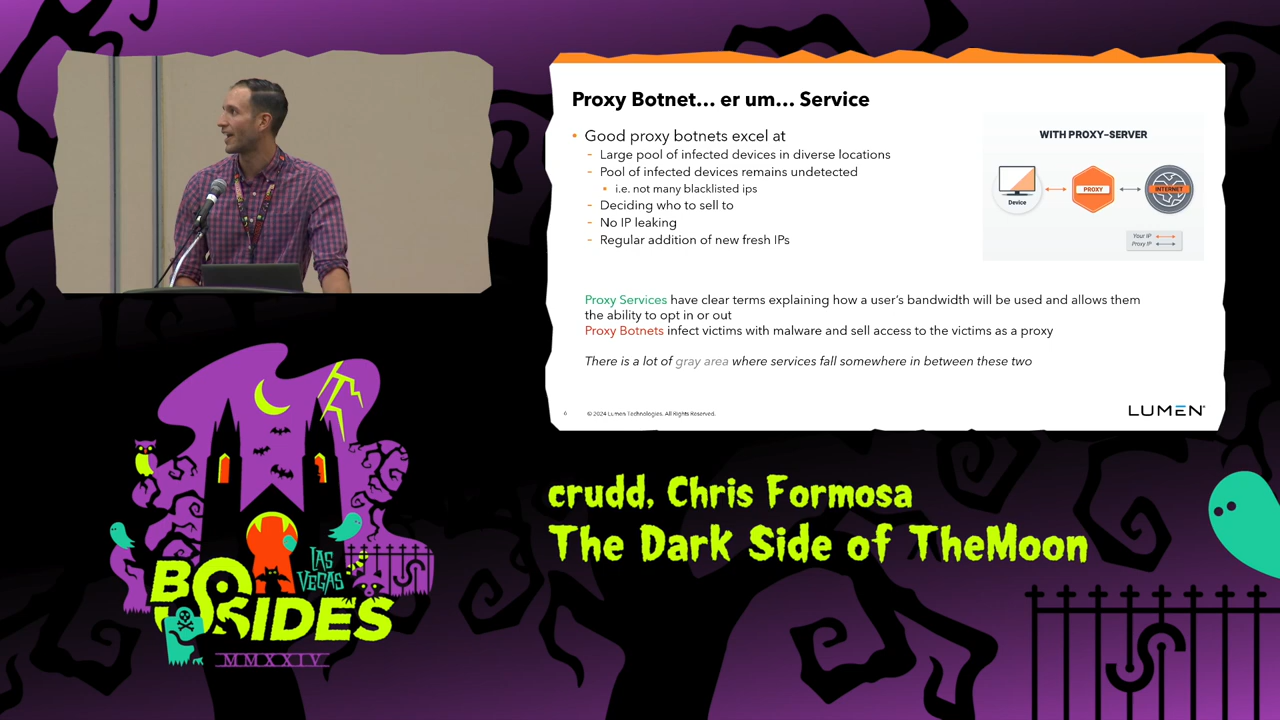 Proxy Botnet... er um... Service
• Good proxy botnets excel at
- Large pool of infected devices in diverse locations
- Pool of infected devices remains undetected
• i.e. not many blacklisted ips
- Deciding who to sell to
- No IP leaking
- Regular addition of new fresh IPs
WITH PROXY-SERVER
Device
PROXY
INTERNET
Your IP
Proxy IP
Proxy Services have clear terms explaining how a user's bandwidth will be used and allows them
the ability to opt in or out
Proxy Botnets infect victims with malware and sell access to the victims as a proxy
There is a lot of gray area where services fall somewhere in between these two
6
© 2024 Lumen Technologies. All Rights Reserved.
LUMEN®
crudd, Chris Formosa
The Dark Side of TheMoon
LAS
VEGAS
BSIDES
MMXXIV